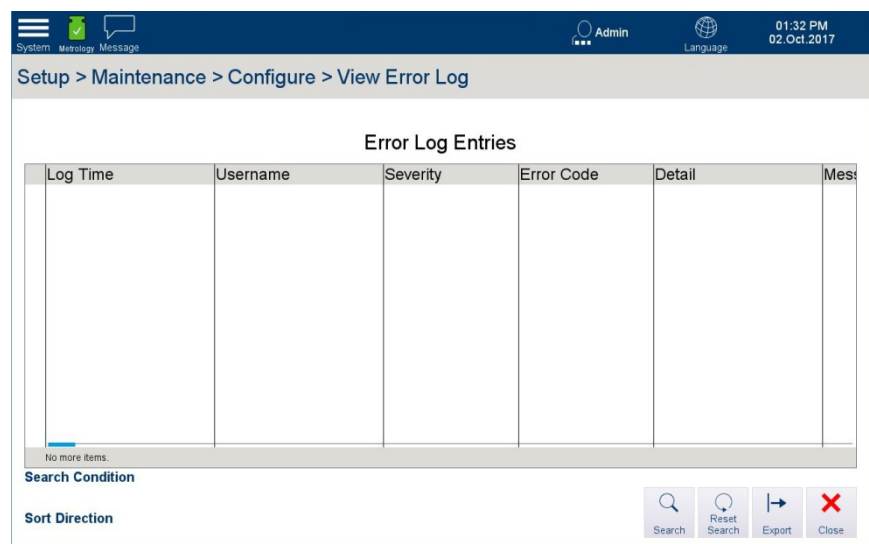 System Metrology Message Admin Language 01:32 PM
02.Oct.2017
Setup > Maintenance > Configure > View Error Log
Error Log Entries
Log Time Username Severity Error Code Detail Mess
No more items.
Search Condition
Sort Direction
Search Reset Search Export Close